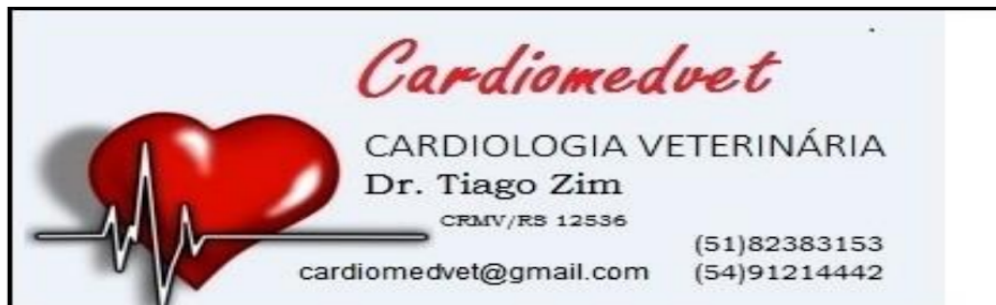 Cardiomedvet
CARDIOLOGIA VETERINÁRIA
Dr. Tiago Zim
CRMV/RS 12536
(51)82383153
cardiomedvet@gmail.com (54)91214442